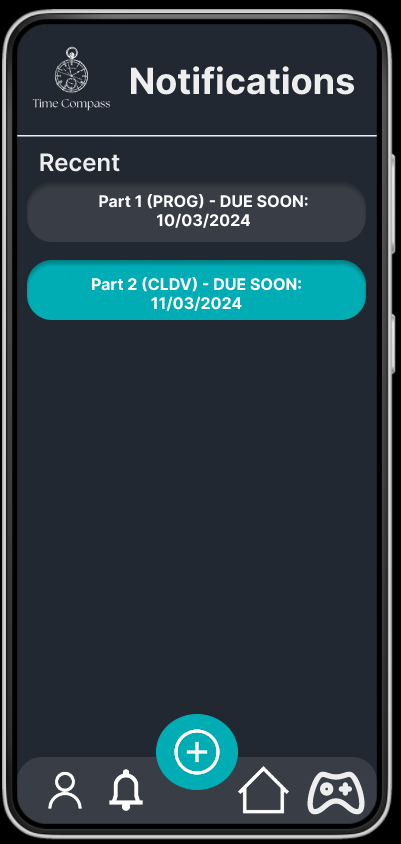 Time Compass
Notifications
Recent
Part 1 (PROG) - DUE SOON:
10/03/2024
Part 2 (CLDV) - DUE SOON:
11/03/2024